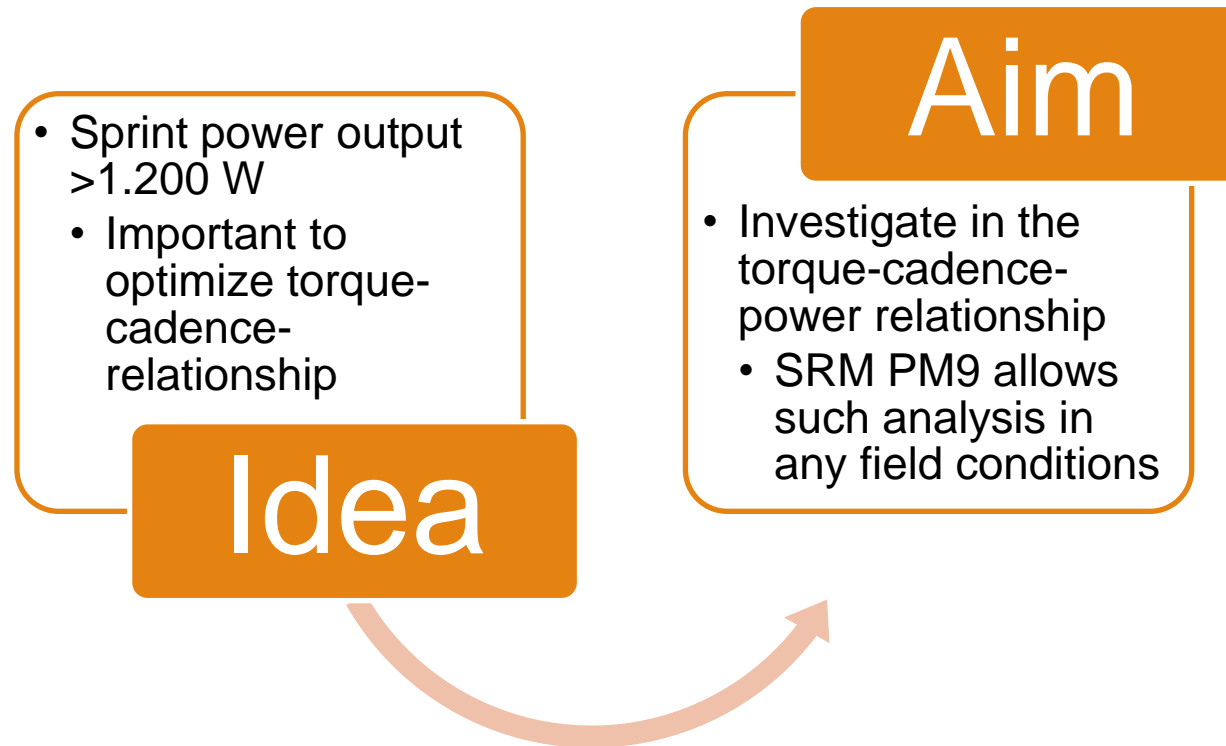 • Sprint power output
>1.200 W
• Important to
optimize torque-
cadence-
relationship
Idea
Aim
• Investigate in the
torque-cadence-
power relationship
• SRM PM9 allows
such analysis in
any field conditions